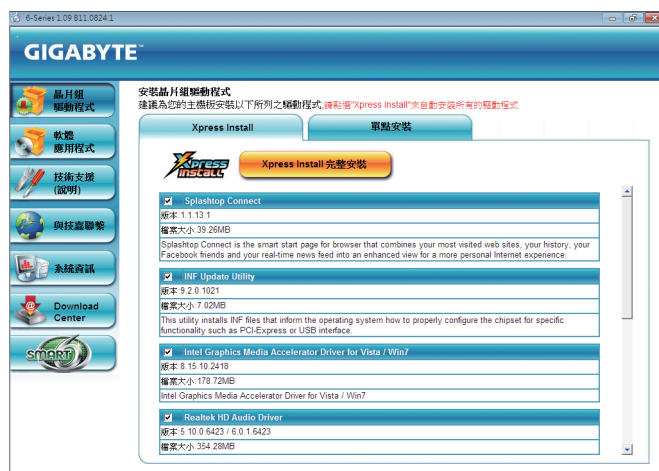 6-Series 1.09 B11.0824.1
GIGABYTE™
晶片組
驅動程式
軟體
應用程式
技術支援
(說明)
與技嘉聯繫
系統資訊
Download
Center
SMART6
安裝晶片組驅動程式
建議為您的主機板安裝以下所列之驅動程式,請點選"Xpress Install"來自動安裝所有的驅動程式
Xpress Install
單點安裝
Xpress
INSTALL
Xpress Install 完整安裝
Splashtop Connect
版本:1.1.13.1
檔案大小:39.26MB
Splashtop Connect is the smart start page for browser that combines your most visited web sites, your history, your
Facebook friends and your real-time news feed into an enhanced view for a more personal Internet experience.
INF Update Utility
版本:9.2.0.1021
檔案大小:7.02MB
This utility installs INF files that inform the operating system how to properly configure the chipset for specific
functionality such as PCI-Express or USB interface.
Intel Graphics Media Accelerator Driver for Vista / Win7
版本:8.15.10.2418
檔案大小:178.72MB
Intel Graphics Media Accelerator Driver for Vista / Win7
Realtek HD Audio Driver
版本:5.10.0.6423 / 6.0.1.6423
檔案大小:354.28MB